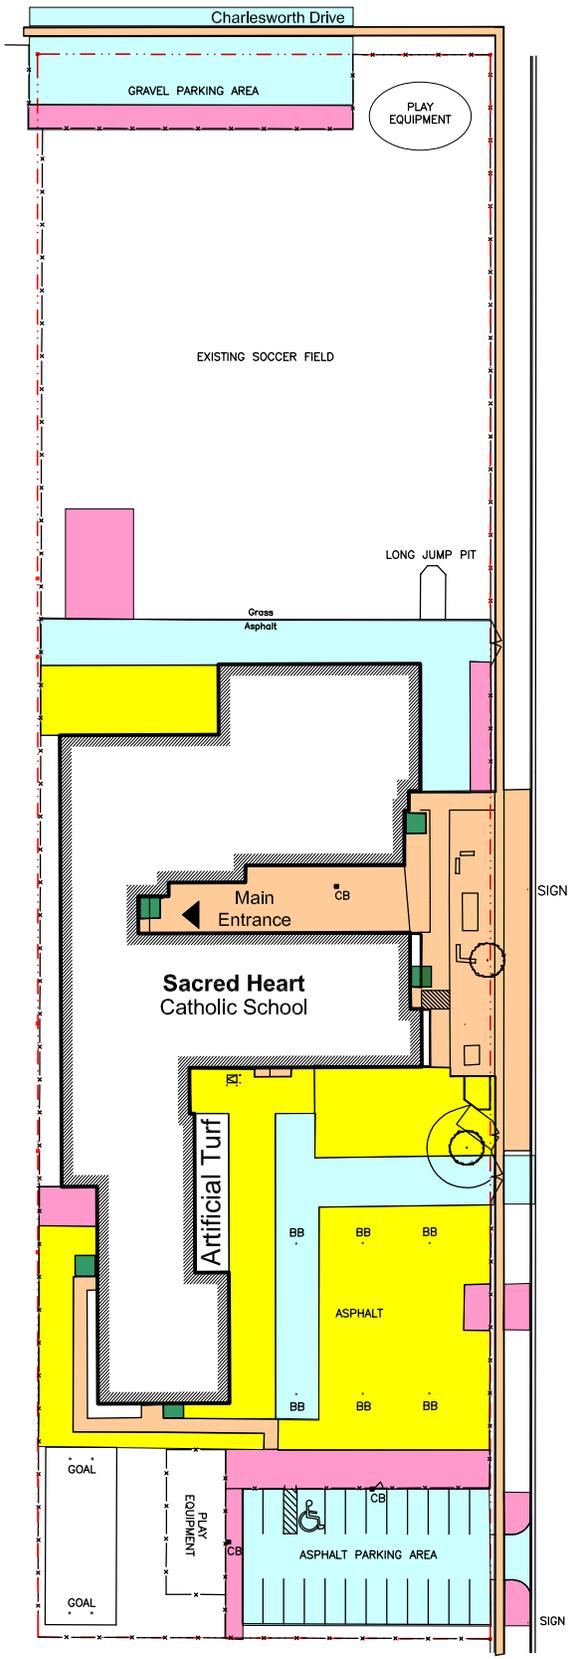 Charlesworth Drive
GRAVEL PARKING AREA
PLAY
EQUIPMENT
EXISTING SOCCER FIELD
LONG JUMP PIT
Grass
Asphalt
SIGN
Main
Entrance
CB
Sacred Heart
Catholic School
Artificial Turf
BB
BB
BB
ASPHALT
BB
BB
BB
GOAL
PLAY
EQUIPMENT
CB
CB
ASPHALT PARKING AREA
GOAL
SIGN